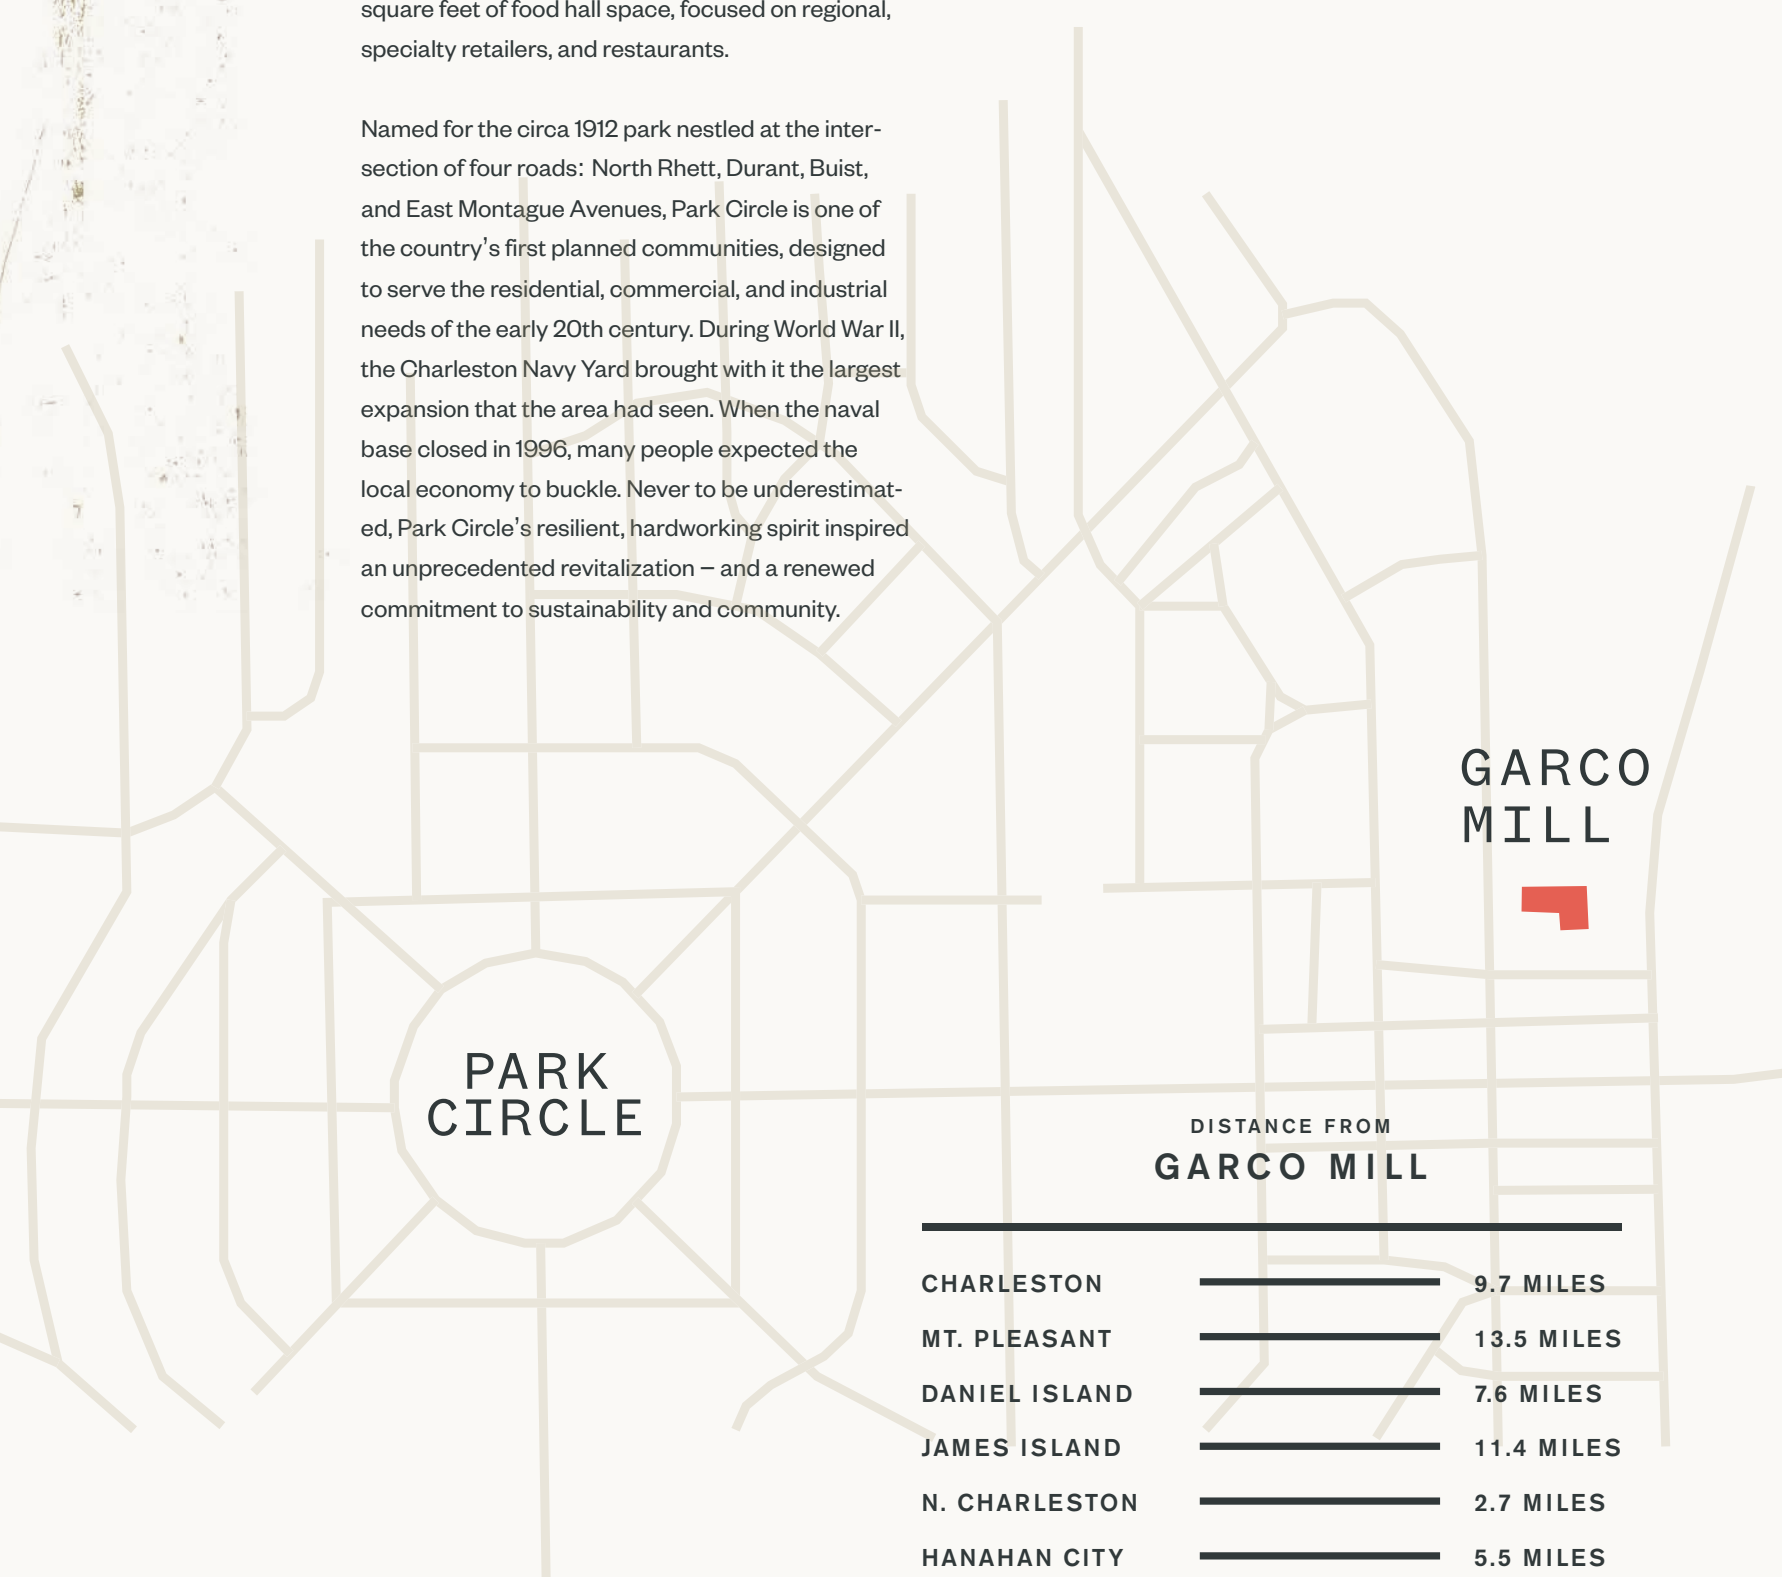 square feet of food hall space, focused on regional,
specialty retailers, and restaurants.
Named for the circa 1912 park nestled at the inter-
section of four roads: North Rhett, Durant, Buist,
and East Montague Avenues, Park Circle is one of
the country’s first planned communities, designed
to serve the residential, commercial, and industrial
needs of the early 20th century. During World War II,
the Charleston Navy Yard brought with it the largest
expansion that the area had seen. When the naval
base closed in 1996, many people expected the
local economy to buckle. Never to be underestimat-
ed, Park Circle’s resilient, hardworking spirit inspired
an unprecedented revitalization – and a renewed
commitment to sustainability and community.
GARCO
MILL
PARK
CIRCLE
DISTANCE FROM
GARCO MILL
CHARLESTON 9.7 MILES
MT. PLEASANT 13.5 MILES
DANIEL ISLAND 7.6 MILES
JAMES ISLAND 11.4 MILES
N. CHARLESTON 2.7 MILES
HANAHAN CITY 5.5 MILES